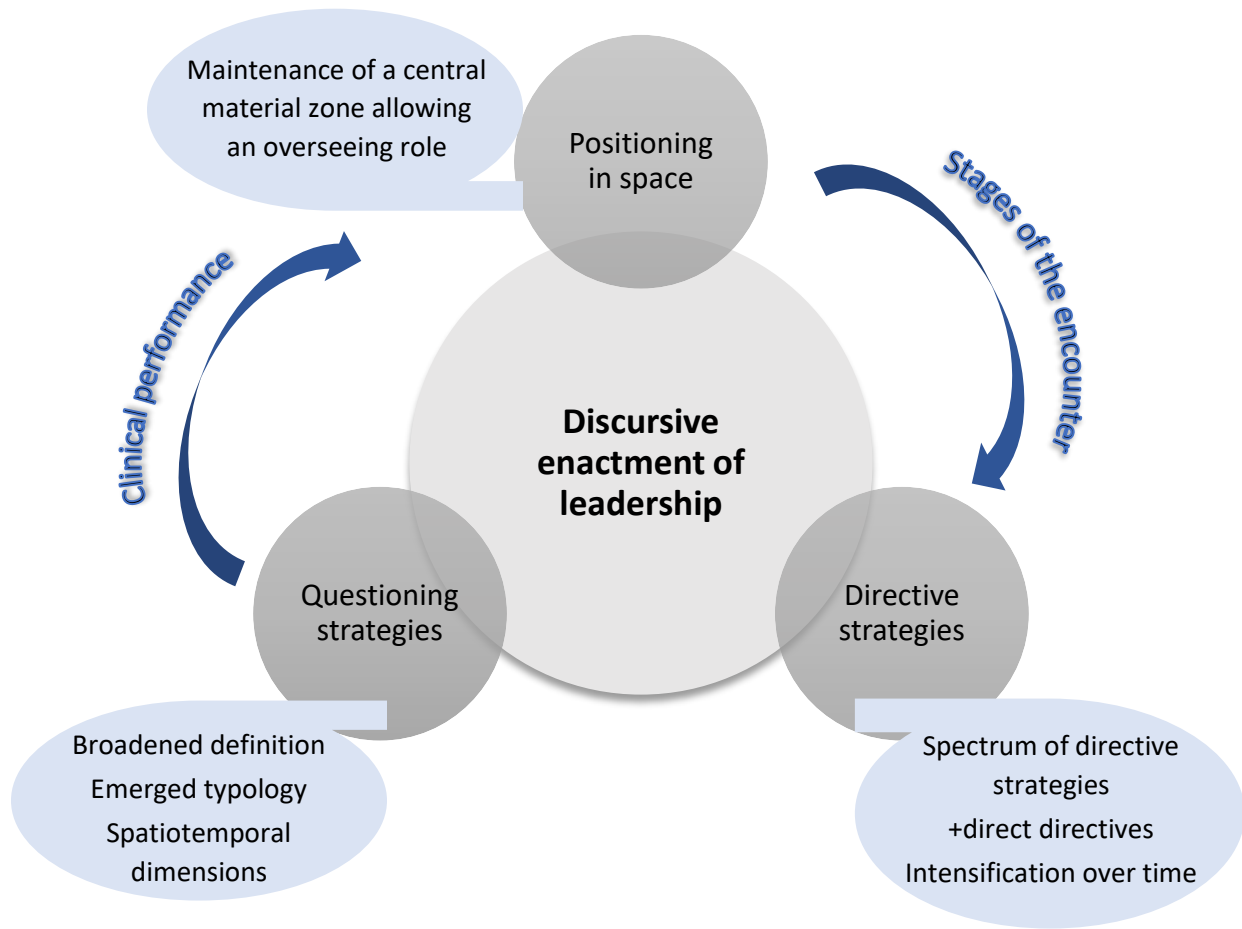 Maintenance of a central
material zone allowing
an overseeing role
Positioning
in space
Stages of the encounter
Clinical performance
Discursive
enactment of
leadership
Questioning
strategies
Directive
strategies
Broadened definition
Emerged typology
Spatiotemporal
dimensions
Spectrum of directive
strategies
+direct directives
Intensification over time